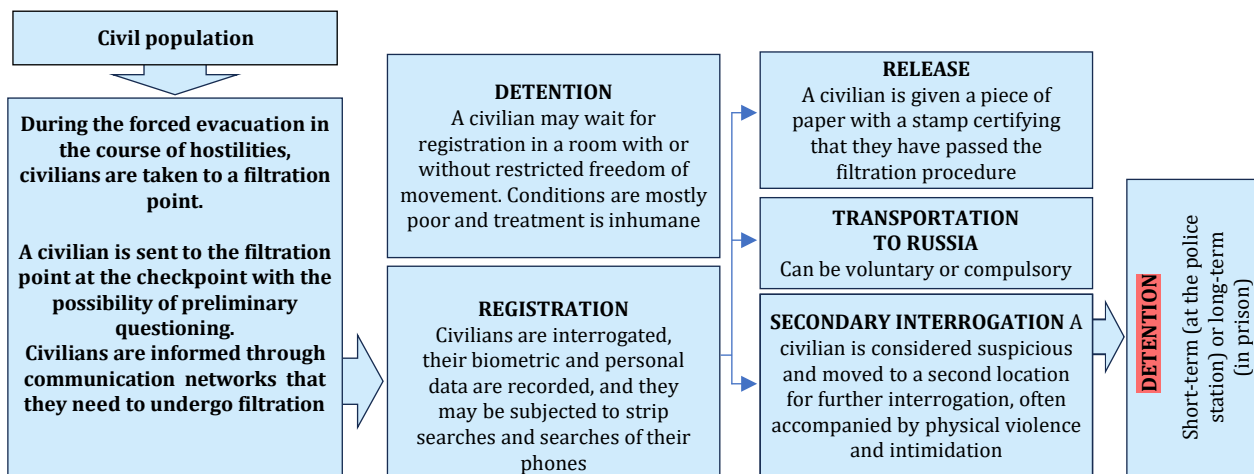 Civil population
During the forced evacuation in
the course of hostilities,
civilians are taken to a filtration
point.
A civilian is sent to the filtration
point at the checkpoint with the
possibility of preliminary
questioning.
Civilians are informed through
communication networks that
they need to undergo filtration
DETENTION
A civilian may wait for
registration in a room with or
without restricted freedom of
movement. Conditions are mostly
poor and treatment is inhumane
REGISTRATION
Civilians are interrogated,
their biometric and personal
data are recorded, and they
may be subjected to strip
searches and searches of their
phones
RELEASE
A civilian is given a piece of
paper with a stamp certifying
that they have passed the
filtration procedure
TRANSPORTATION
TO RUSSIA
Can be voluntary or compulsory
SECONDARY INTERROGATION A
civilian is considered suspicious
and moved to a second location
for further interrogation, often
accompanied by physical violence
and intimidation
DETENTION
Short-term (at the police
station) or long-term
(in prison)